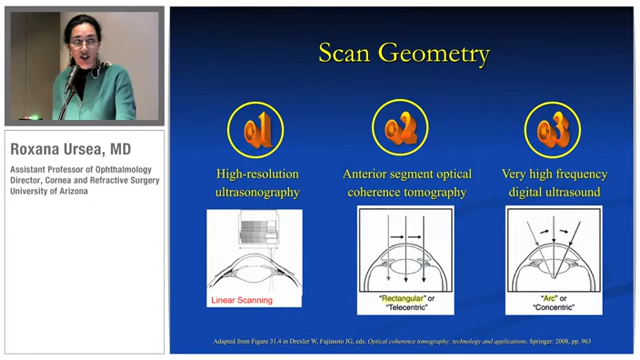 Scan Geometry
Roxana Ursea, MD
Assistant Professor of Ophthalmology
Director, Cornea and Refractive Surgery
University of Arizona
Q1
High-resolution
ultrasonography
Linear Scanning
Q2
Anterior segment optical
coherence tomography
"Rectangular" or
"Telecentric"
Q3
Very high frequency
digital ultrasound
"Arc" or
"Concentric"
Adapted from Figure 31.4 in Drexler W, Fujimoto JG, eds. Optical coherence tomography: technology and applications. Springer: 2008, pp. 963